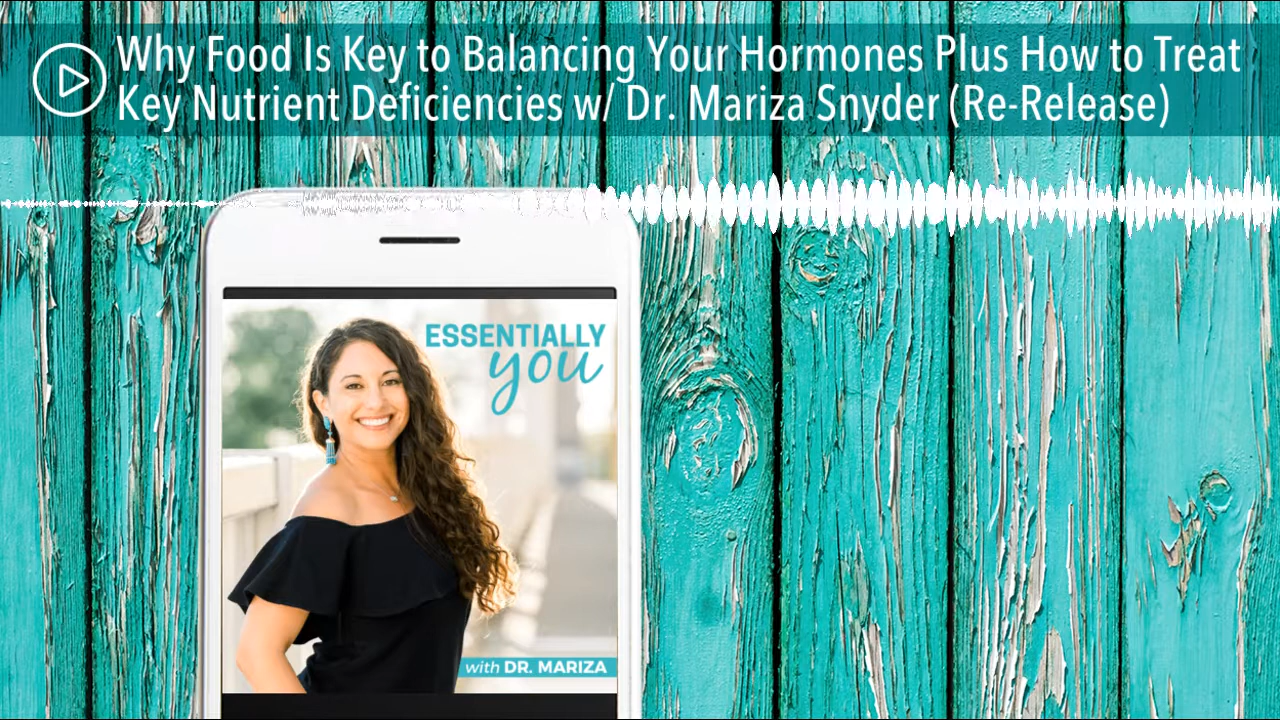 Why Food Is Key to Balancing Your Hormones Plus How to Treat
Key Nutrient Deficiencies w/ Dr. Mariza Snyder (Re-Release)
ESSENTIALLY
you
with DR. MARIZA